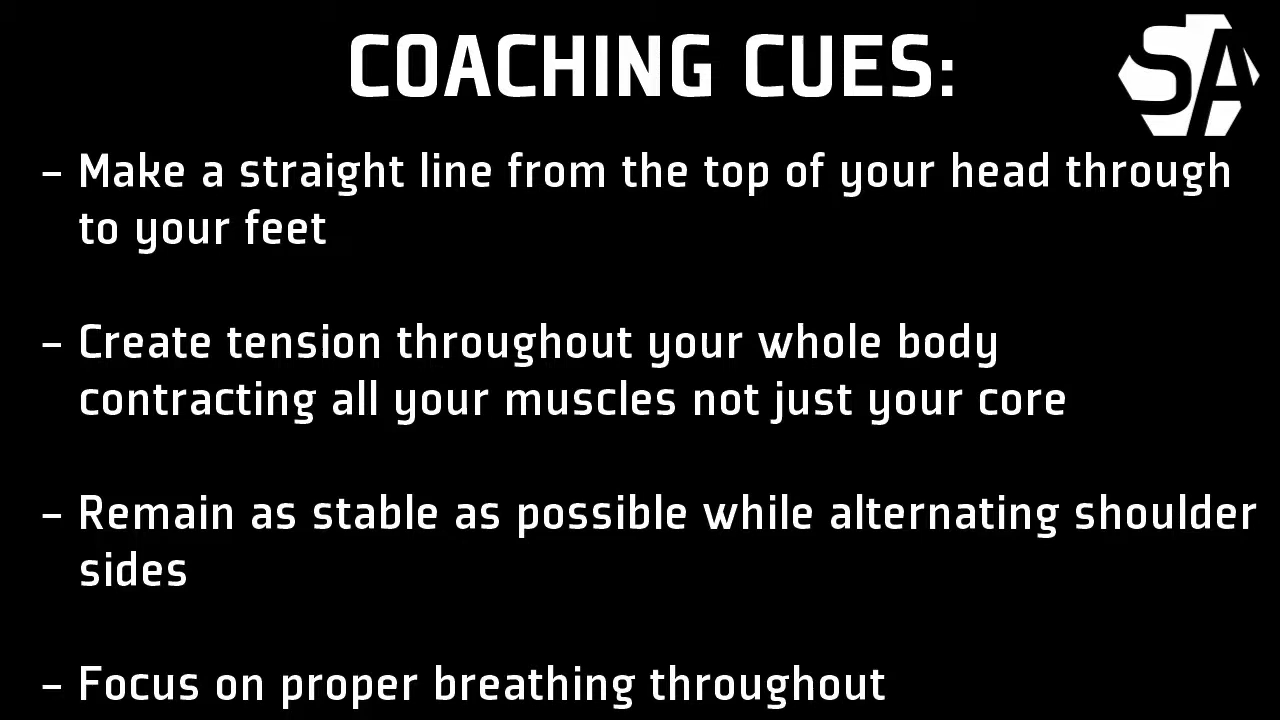 COACHING CUES:
SA
- Make a straight line from the top of your head through
to your feet
- Create tension throughout your whole body
contracting all your muscles not just your core
- Remain as stable as possible while alternating shoulder
sides
- Focus on proper breathing throughout